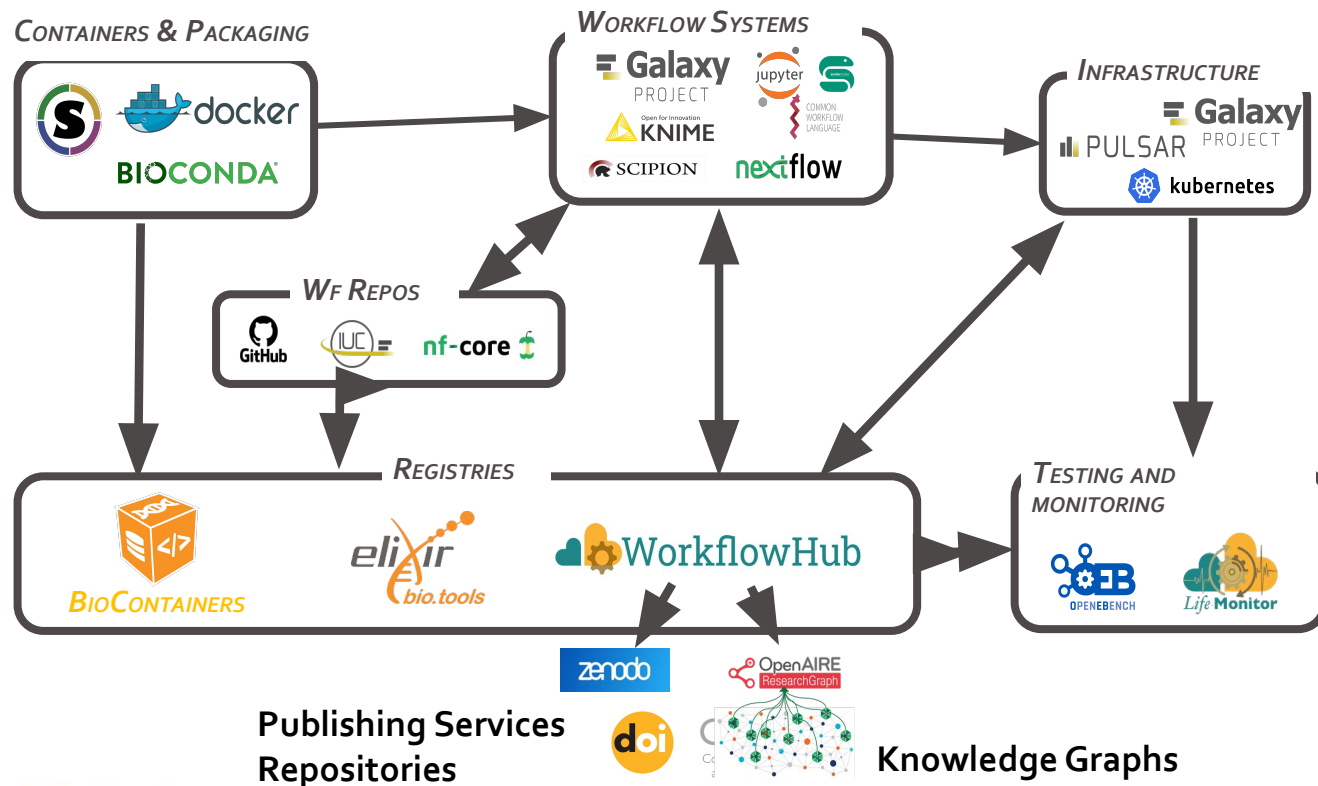 CONTAINERS & PACKAGING
S
docker
BIOCONDA
WORKFLOW SYSTEMS
Galaxy
PROJECT
jupyter
Open for Innovation
KNIME
COMMON
WORKFLOW
LANGUAGE
SCIPION
nextflow
INFRASTRUCTURE
Galaxy
PROJECT
PULSAR
kubernetes
WF REPOS
GitHub
IUC
nf-core
REGISTRIES
</>
BIOCONTAINERS
elixir
bio.tools
WorkflowHub
TESTING AND
MONITORING
OEB
OPENEBENCH
Life Monitor
zenodo
OpenAIRE
ResearchGraph
doi
Publishing Services
Repositories
Knowledge Graphs